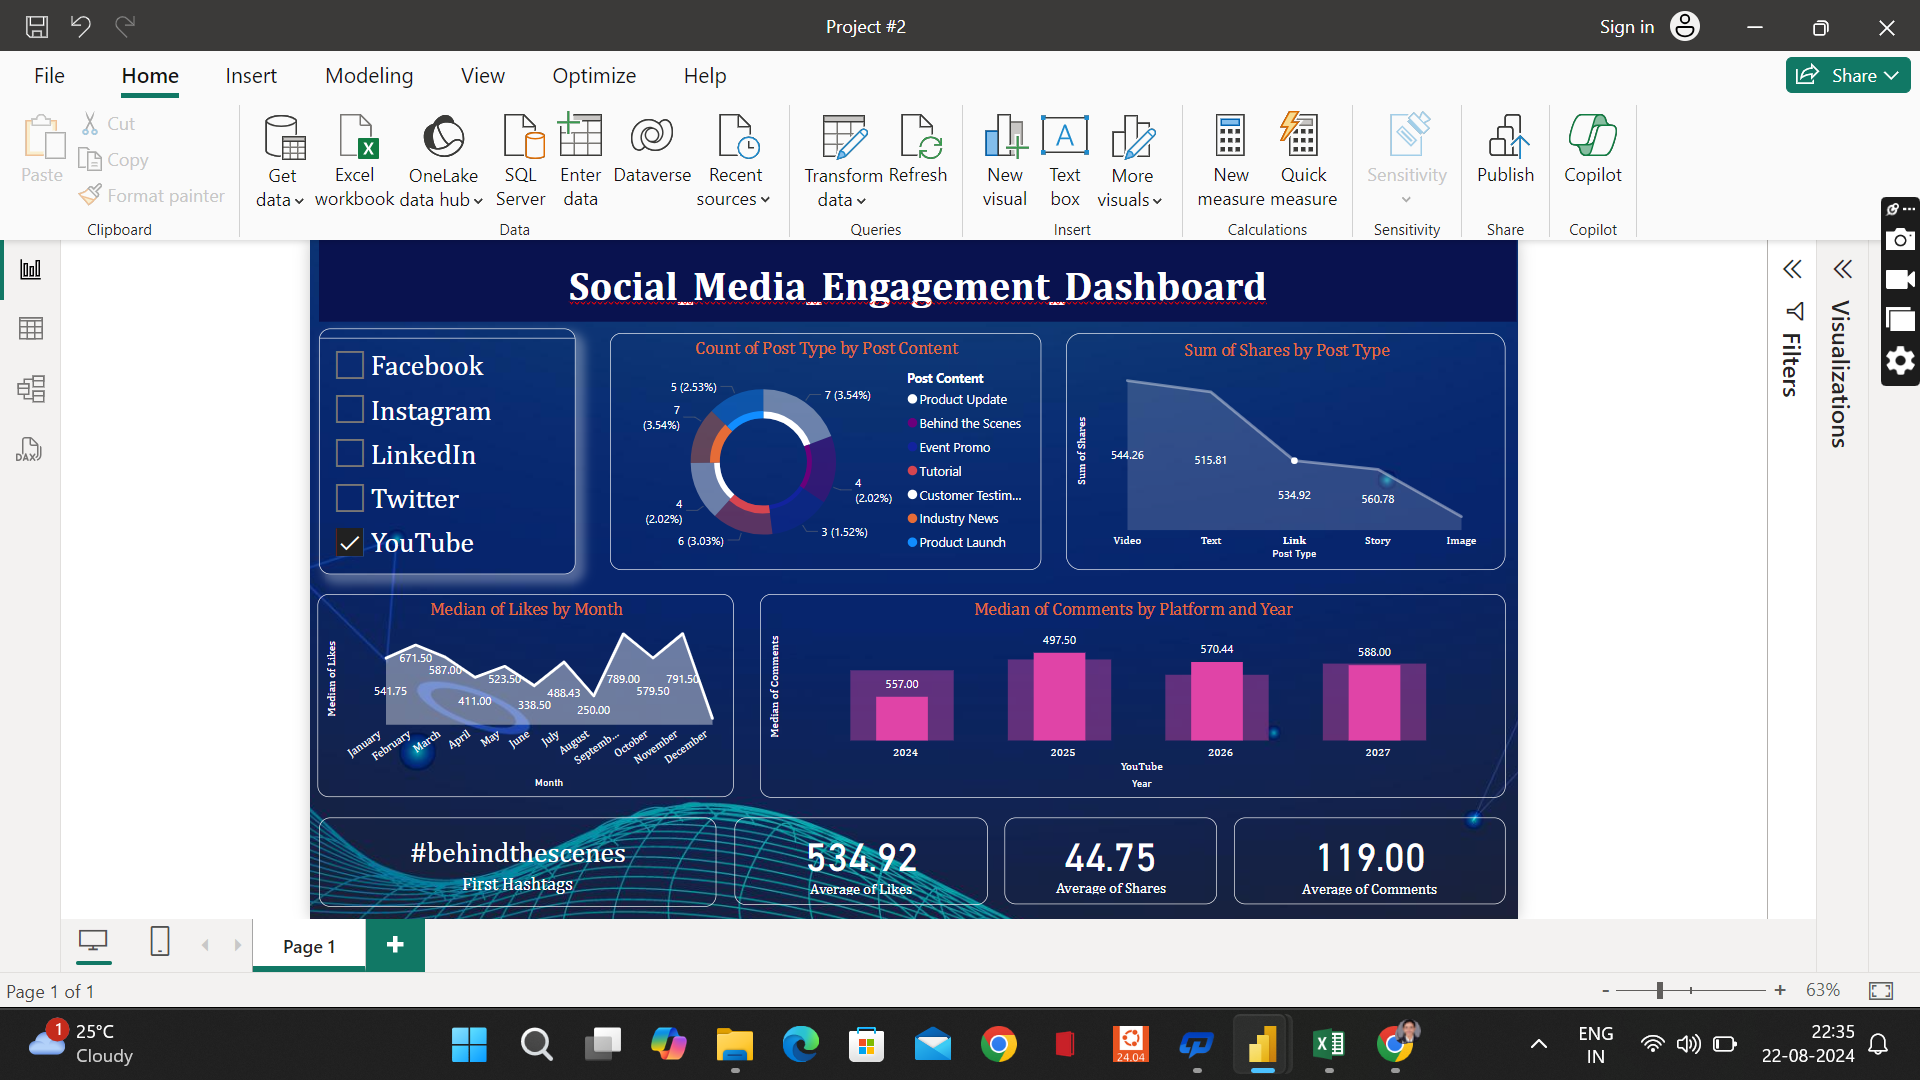 Project #2
Sign in
File Home Insert Modeling View Optimize Help
Share
Paste
Cut
Copy
Format painter
Clipboard
Get data
Excel workbook
OneLake data hub
SQL Server
Enter data
Dataverse
Recent sources
Data
Transform data
Refresh
Queries
New visual
Text box
More visuals
Insert
New measure
Quick measure
Calculations
Sensitivity
Sensitivity
Publish
Share
Copilot
Copilot
DAX
Social_Media_Engagement_Dashboard
Facebook
Instagram
LinkedIn
Twitter
YouTube
Count of Post Type by Post Content
5 (2.53%)
7 (3.54%)
7
(3.54%)
4
(2.02%)
4
(2.02%)
3 (1.52%)
6 (3.03%)
Post Content
Product Update
Behind the Scenes
Event Promo
Tutorial
Customer Testim...
Industry News
Product Launch
Sum of Shares by Post Type
Sum of Shares
544.26
515.81
534.92
560.78
Video Text Link Story Image
Post Type
Median of Likes by Month
Median of Likes
541.75
671.50
587.00
411.00
523.50
338.50
488.43
250.00
789.00
579.50
791.50
January February March April May June July August Septemb... October November December
Month
Median of Comments by Platform and Year
Median of Comments
557.00
497.50
570.44
588.00
2024 2025 2026 2027
YouTube
Year
#behindthescenes
First Hashtags
534.92
Average of Likes
44.75
Average of Shares
119.00
Average of Comments
Filters
Visualizations
Page 1
Page 1 of 1
- + 63%
1
25°C
Cloudy
24.04
ENG
IN
22:35
22-08-2024